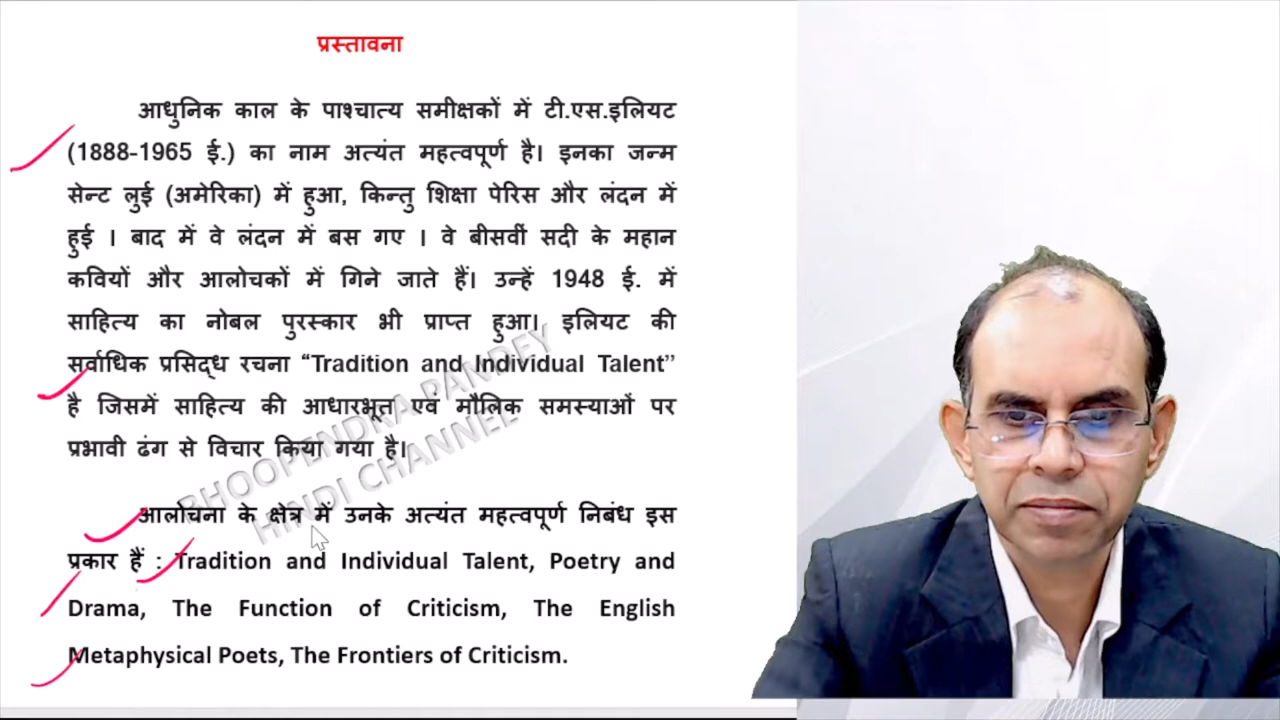 प्रस्तावना
आधुनिक काल के पाश्चात्य समीक्षकों में टी.एस.इलियट
(1888-1965 ई.) का नाम अत्यंत महत्वपूर्ण है। इनका जन्म
सेन्ट लुई (अमेरिका) में हुआ, किन्तु शिक्षा पेरिस और लंदन में
हुई । बाद में वे लंदन में बस गए । वे बीसवीं सदी के महान
कवियों और आलोचकों में गिने जाते हैं। उन्हें 1948 ई. में
साहित्य का नोबल पुरस्कार भी प्राप्त हुआ। इलियट की
सर्वाधिक प्रसिद्ध रचना “Tradition and Individual Talent”
है जिसमें साहित्य की आधारभूत एवं मौलिक समस्याओं पर
प्रभावी ढंग से विचार किया गया है।
आलोचना के क्षेत्र में उनके अत्यंत महत्वपूर्ण निबंध इस
प्रकार हैं : Tradition and Individual Talent, Poetry and
Drama, The Function of Criticism, The English
Metaphysical Poets, The Frontiers of Criticism.
BHOOPENDRA PANDEY
HINDI CHANNEL